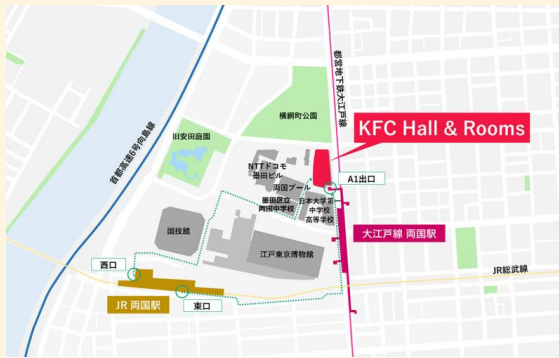 都営地下鉄大江戸線
首都高速6号向島線
横網町公園
KFC Hall & Rooms
旧安田庭園
NTTドコモ
墨田ビル
A1出口
両国プール
墨田区立
両国中学校
日本大学第一
中学校
高等学校
国技館
大江戸線 両国駅
江戸東京博物館
西口
JR総武線
JR 両国駅
東口